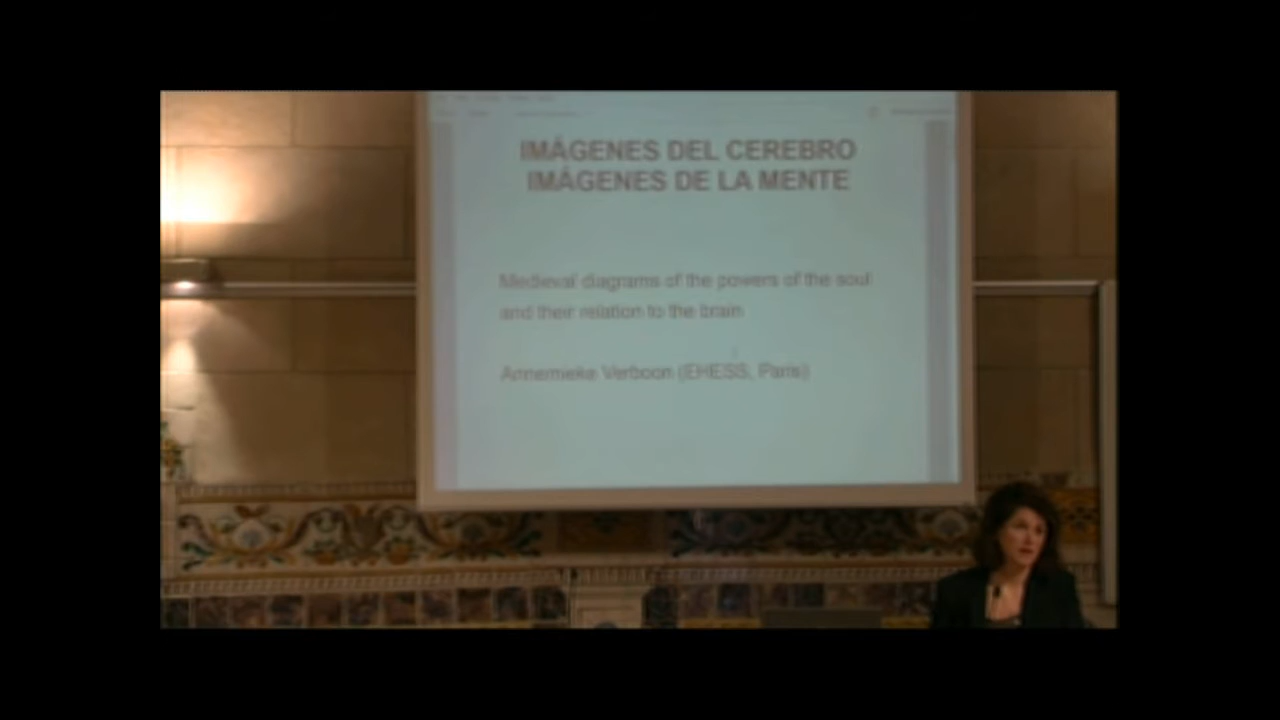 IMÁGENES DEL CEREBRO
IMÁGENES DE LA MENTE
Medieval diagrams of the powers of the soul
and their relation to the brain
Annemieke Verboon (EHESS, Paris)